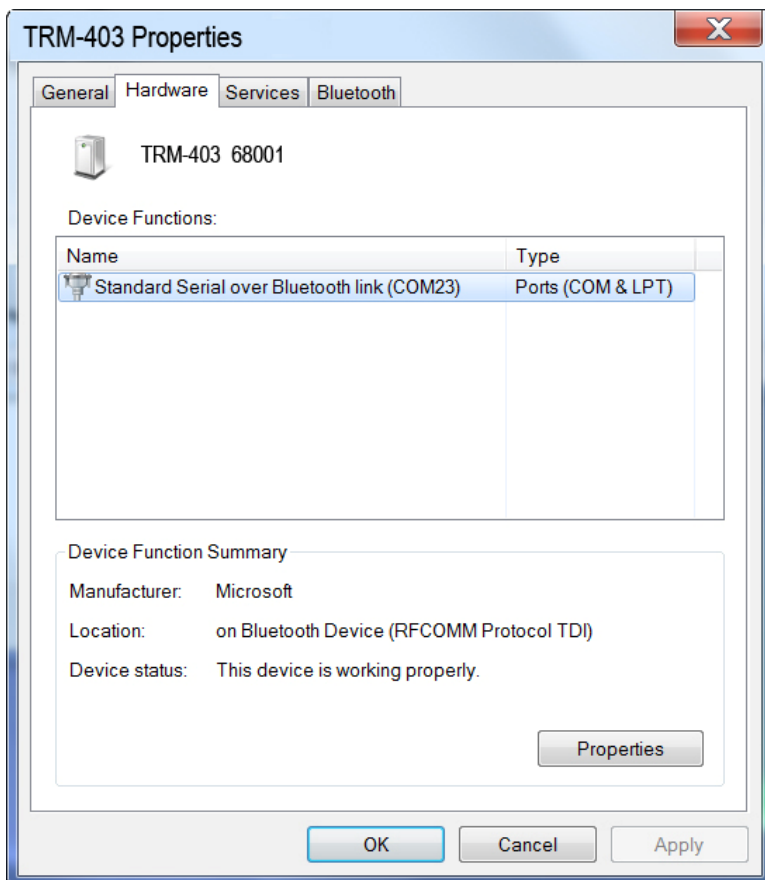 TRM-403 Properties
General Hardware Services Bluetooth
TRM-403 68001
Device Functions:
Name Type
Standard Serial over Bluetooth link (COM23) Ports (COM & LPT)
Device Function Summary
Manufacturer: Microsoft
Location: on Bluetooth Device (RFCOMM Protocol TDI)
Device status: This device is working properly.
Properties
OK Cancel Apply